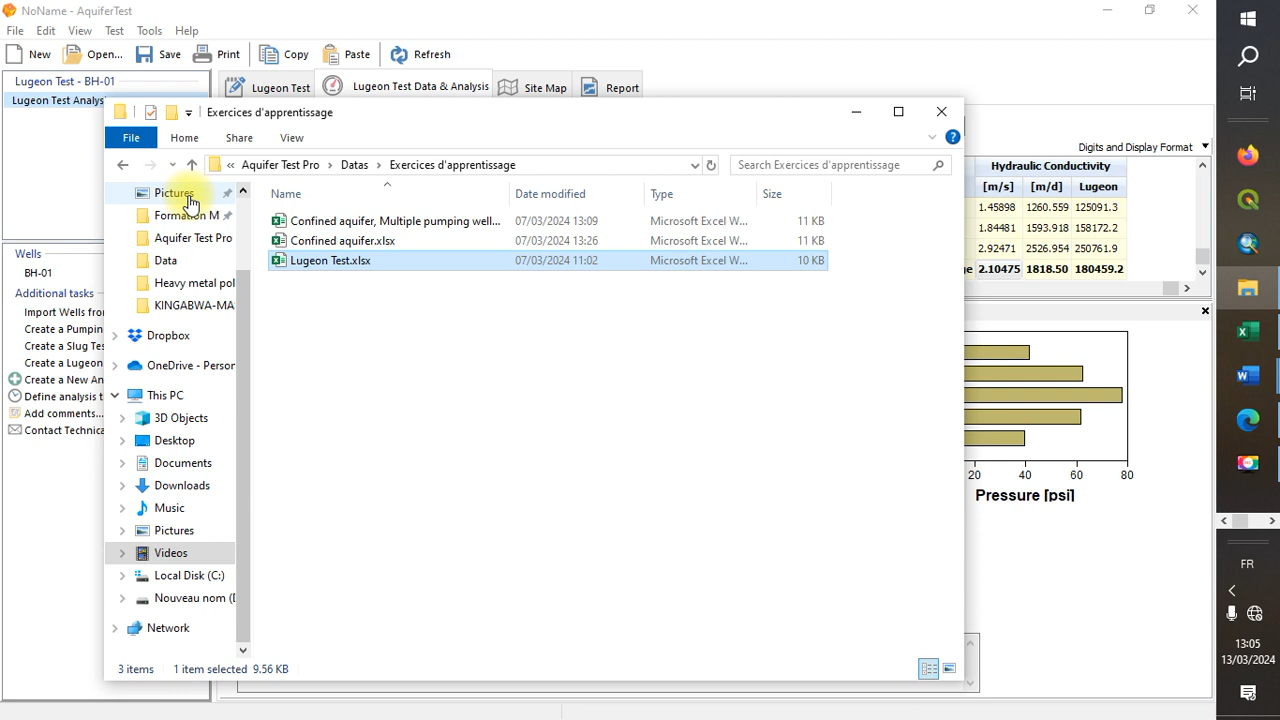 NoName - AquiferTest
File Edit View Test Tools Help
New Open... Save Print Copy Paste Refresh
Lugeon Test - BH-01
Lugeon Test Analys
Lugeon Test Lugeon Test Data & Analysis Site Map Report
Exercices d'apprentissage
File Home Share View
« Aquifer Test Pro › Datas › Exercices d'apprentissage
Search Exercices d'apprentissage
Pictures
Formation M
Aquifer Test Pro
Data
Heavy metal pol
KINGABWA-MA
Dropbox
OneDrive - Person
This PC
3D Objects
Desktop
Documents
Downloads
Music
Pictures
Videos
Local Disk (C:)
Nouveau nom (D
Network
Name Date modified Type Size
Confined aquifer, Multiple pumping well... 07/03/2024 13:09 Microsoft Excel W... 11 KB
Confined aquifer.xlsx 07/03/2024 13:26 Microsoft Excel W... 11 KB
Lugeon Test.xlsx 07/03/2024 11:02 Microsoft Excel W... 10 KB
3 items 1 item selected 9.56 KB
Wells
BH-01
Additional tasks
Import Wells from
Create a Pumpin
Create a Slug Tes
Create a Lugeon
Create a New An
Define analysis t
Add comments...
Contact Technica
Digits and Display Format
Hydraulic Conductivity
[m/s] [m/d] Lugeon
1.45898 1260.559 125091.3
1.84481 1593.918 158172.2
2.92471 2526.954 250761.9
ge 2.10475 1818.50 180459.2
20 40 60 80
Pressure [psi]
FR
13:05
13/03/2024